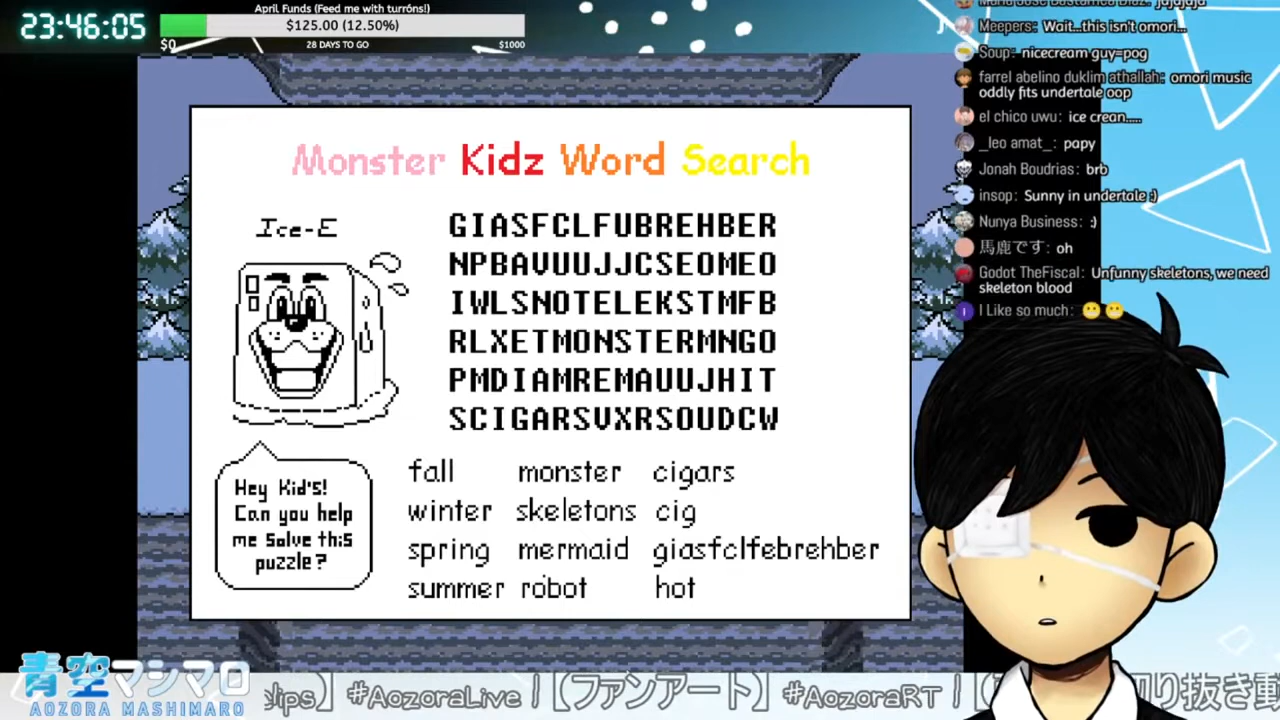 23:46:05
April Funds (Feed me with turróns!)
$125.00 (12.50%)
$0
28 DAYS TO GO
$1000
Monster Kidz Word Search
Ice-E
GIASFCLFUBREHBER
NPBAVUUJJCSEOMEO
IWLSNOTELEKSTMFB
RLXETMONSTERMNGO
PMDIAMREMAUUJHIT
SCIGARSVXRSOUDCW
Hey Kid's!
Can you help
me solve this
puzzle?
fall monster cigars
winter skeletons cig
spring mermaid giasfclfebrehber
summer robot hot
Meepers: Wait...this isn't omori...
Soup: nicecream guy=pog
farrel abelino duklim athallah: omori music
oddly fits undertale oop
el chico uwu: ice crean.....
_leo amat_: papy
Jonah Boudrias: brb
insop: Sunny in undertale :)
Nunya Business: :)
馬鹿です: oh
Godot TheFiscal: Unfunny skeletons, we need
skeleton blood
I Like so much: 😬 😬
青空マシマロ
AOZORA MASHIMARO
lips】 #AozoraLive /【ファンアート】 #AozoraRT /【切り抜き動